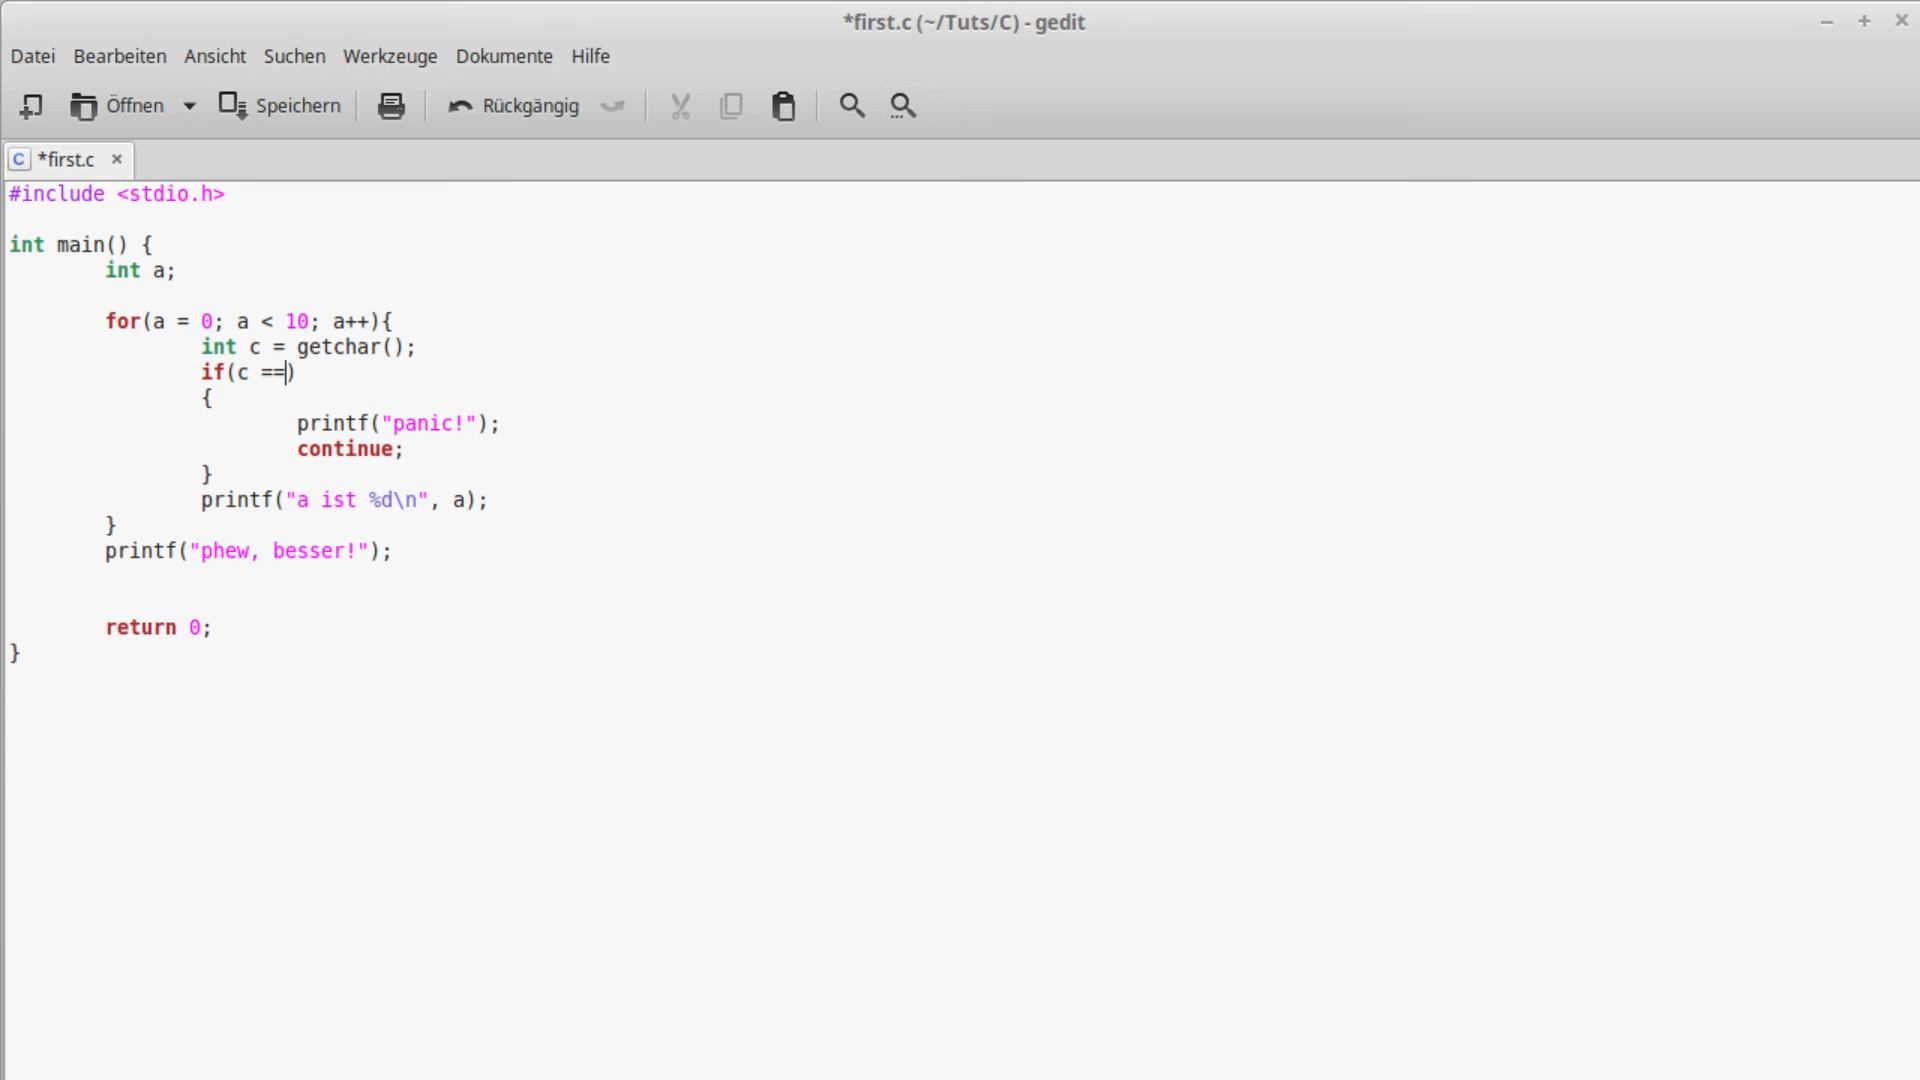 *first.c (~/Tuts/C) - gedit
Datei Bearbeiten Ansicht Suchen Werkzeuge Dokumente Hilfe
Öffnen Speichern Rückgängig
C *first.c
#include <stdio.h>
int main() {
int a;
for(a = 0; a < 10; a++){
int c = getchar();
if(c ==)
{
printf("panic!");
continue;
}
printf("a ist %d\n", a);
}
printf("phew, besser!");
return 0;
}